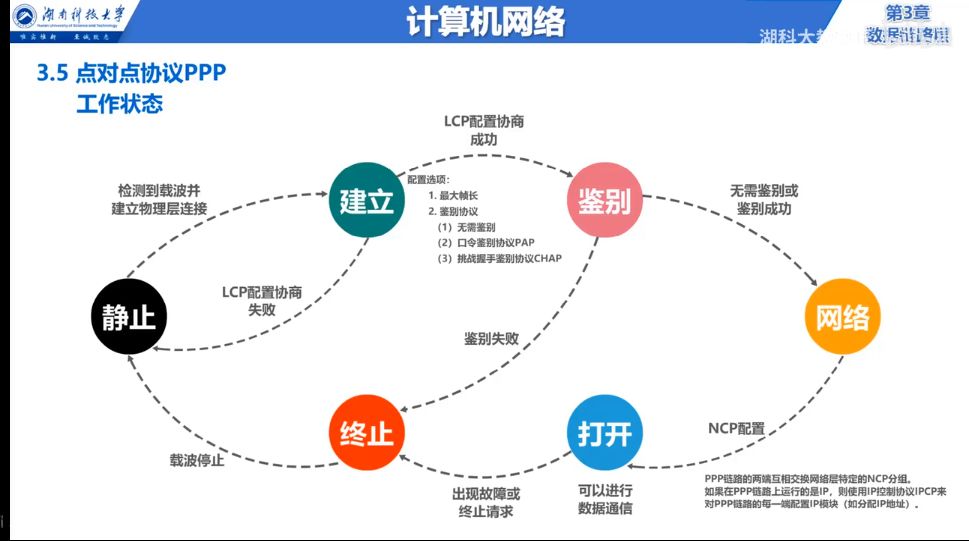 湖南科技大学
Hunan University of Science and Technology
唯实惟新 至诚致志
计算机网络
第3章
数据链路层
湖科大教
3.5 点对点协议PPP
工作状态
LCP配置协商
成功
检测到载波并
建立物理层连接
建立
配置选项：
1. 最大帧长
2. 鉴别协议
（1）无需鉴别
（2）口令鉴别协议PAP
（3）挑战握手鉴别协议CHAP
鉴别
无需鉴别或
鉴别成功
静止
LCP配置协商
失败
鉴别失败
网络
终止
打开
NCP配置
载波停止
出现故障或
终止请求
可以进行
数据通信
PPP链路的两端互相交换网络层特定的NCP分组。
如果在PPP链路上运行的是IP，则使用IP控制协议IPCP来
对PPP链路的每一端配置IP模块（如分配IP地址）。